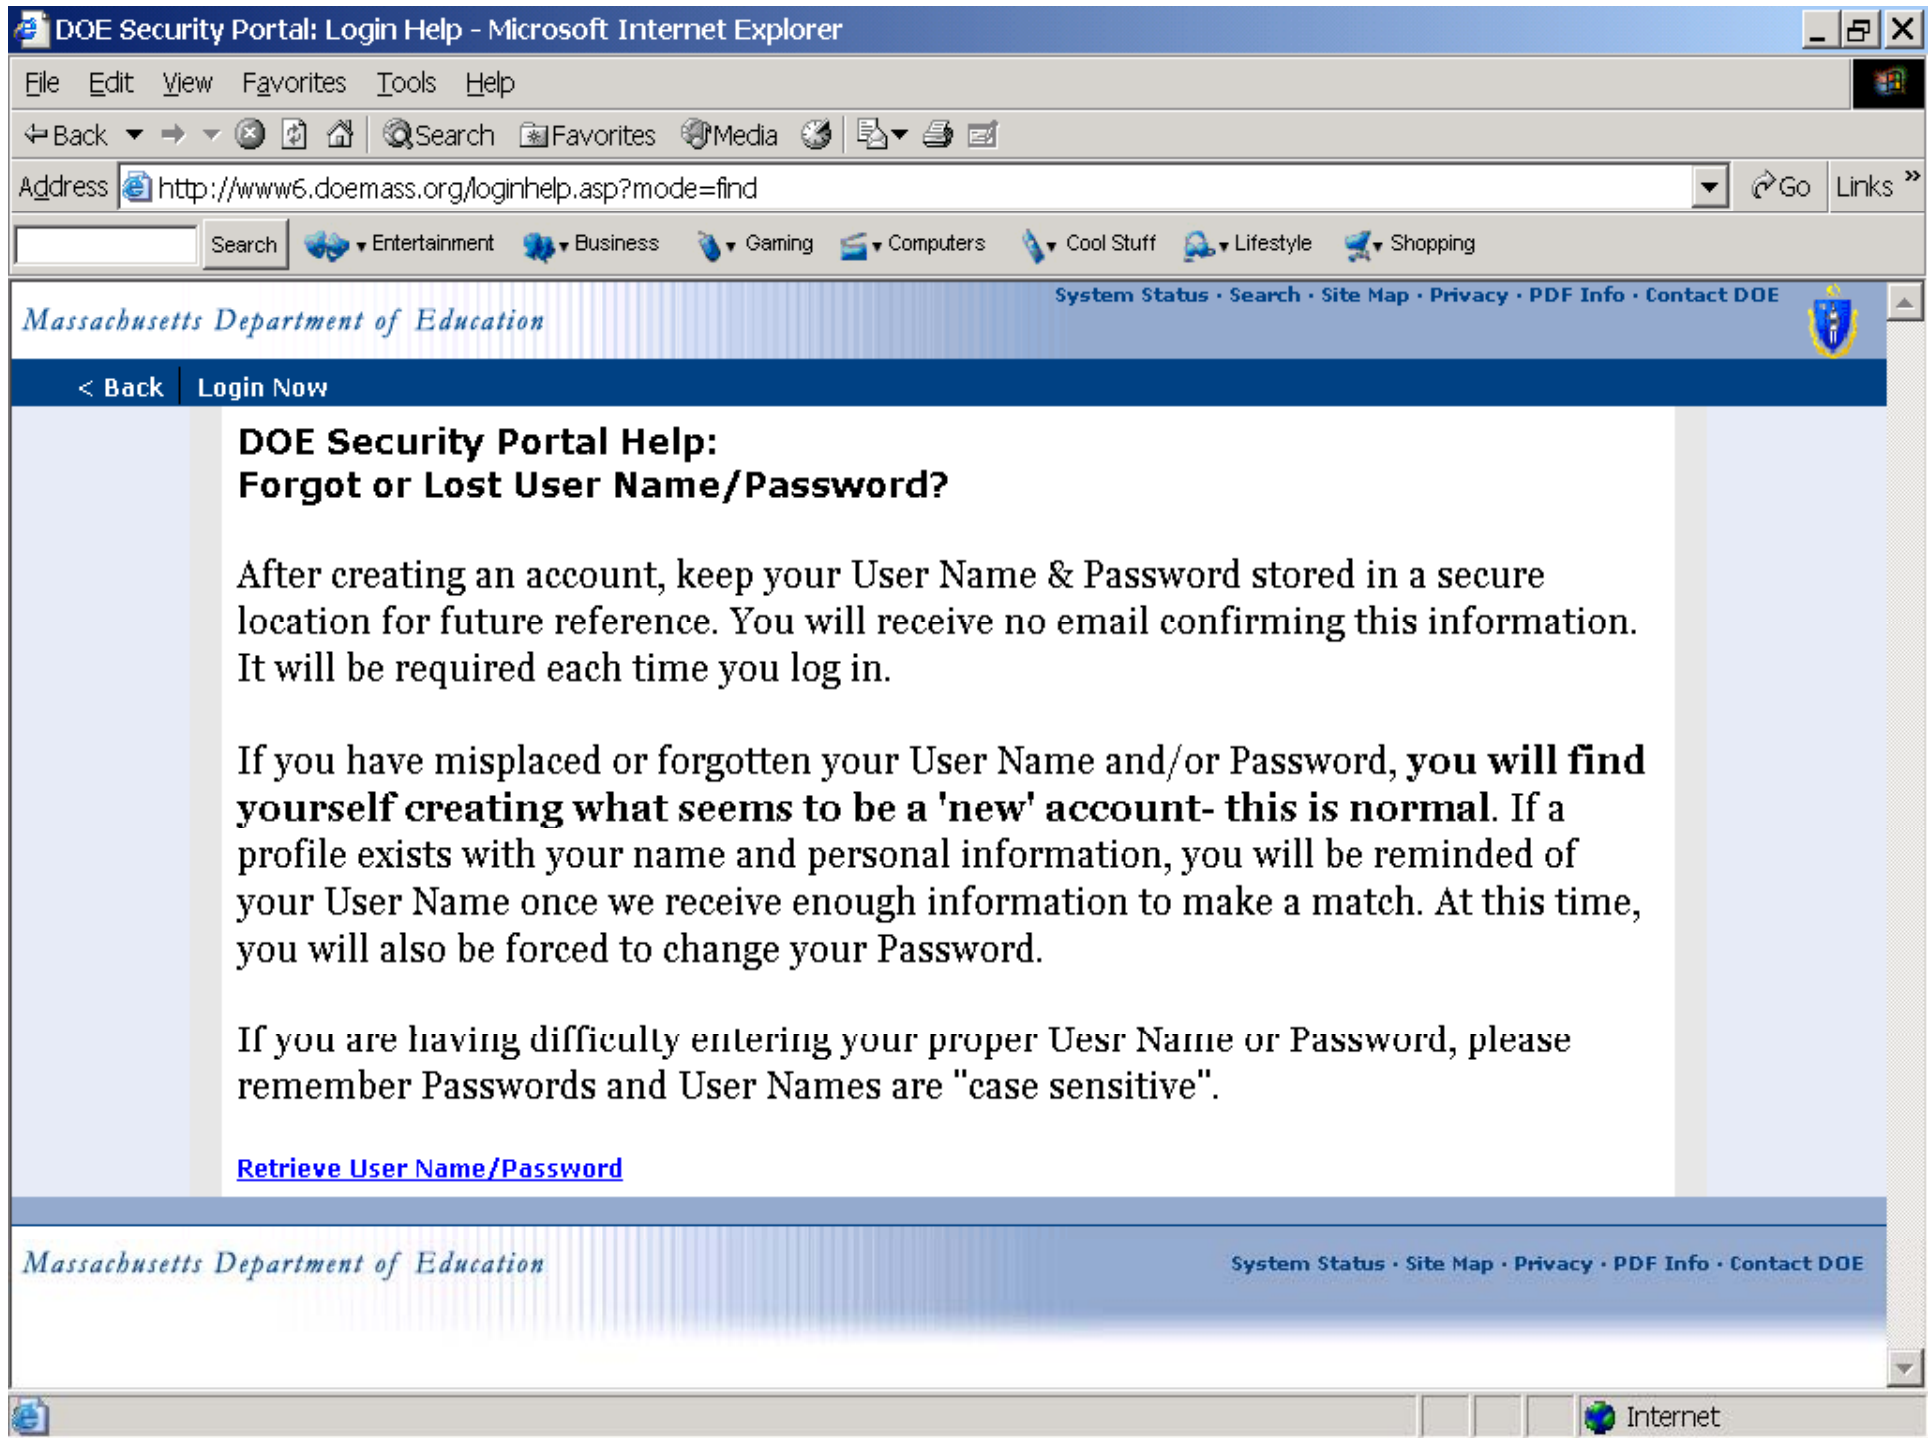 DOE Security Portal: Login Help - Microsoft Internet Explorer
File Edit View Favorites Tools Help
Back Search Favorites Media
Address http://www6.doemass.org/loginhelp.asp?mode=find Go Links »
Search Entertainment Business Gaming Computers Cool Stuff Lifestyle Shopping
System Status · Search · Site Map · Privacy · PDF Info · Contact DOE
Massachusetts Department of Education
< Back Login Now
DOE Security Portal Help:
Forgot or Lost User Name/Password?
After creating an account, keep your User Name & Password stored in a secure
location for future reference. You will receive no email confirming this information.
It will be required each time you log in.
If you have misplaced or forgotten your User Name and/or Password, you will find
yourself creating what seems to be a 'new' account- this is normal. If a
profile exists with your name and personal information, you will be reminded of
your User Name once we receive enough information to make a match. At this time,
you will also be forced to change your Password.
If you are having difficulty entering your proper Uesr Name or Password, please
remember Passwords and User Names are "case sensitive".
Retrieve User Name/Password
Massachusetts Department of Education
System Status · Site Map · Privacy · PDF Info · Contact DOE
Internet